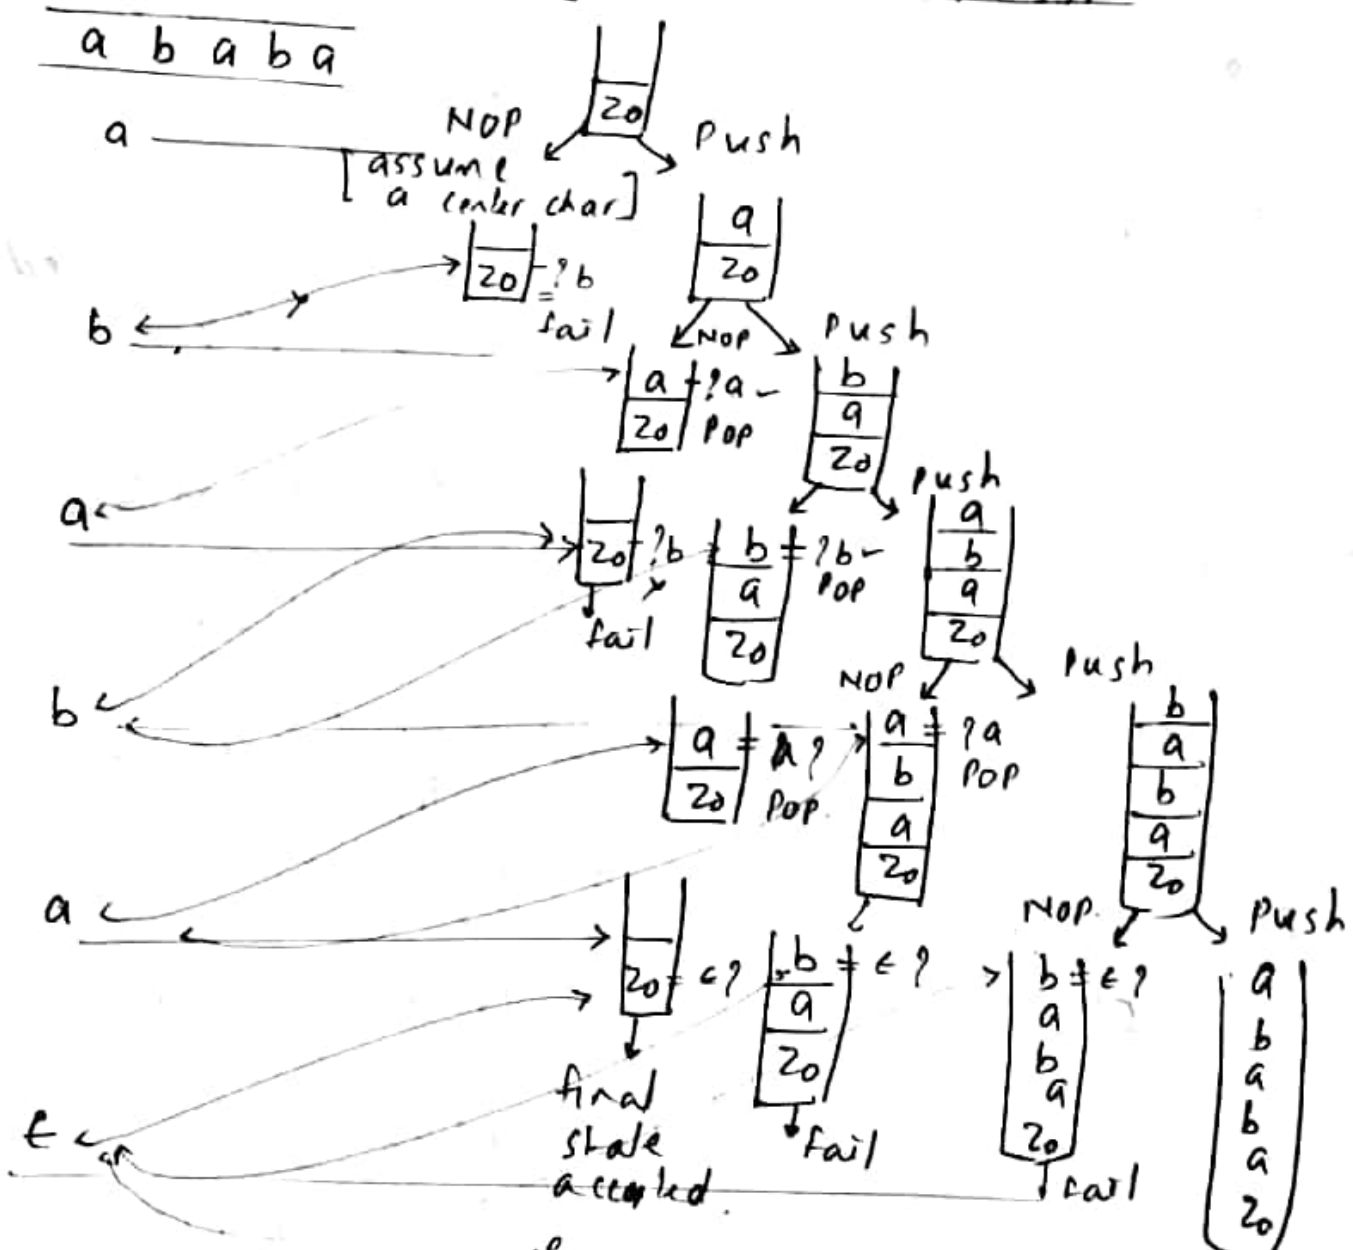 a b a b a
z0
a
NOP
Push
[assume
a center char]
a
z0
z0 =?b
fail
b
NOP
Push
a =?a ✓
z0 POP
b
a
z0
a
Push
a
b
a
z0
z0 ?b
fail
b =?b ✓
a POP
z0
b
NOP
Push
a = a?
z0 POP
a = ?a
b POP
a
z0
b
a
b
a
z0
a
NOP.
Push
z0 = ϵ?
b = ϵ?
a
z0
b = ϵ?
a
b
a
z0
a
b
a
b
a
z0
ϵ
final
state
accepted.
fail
fail